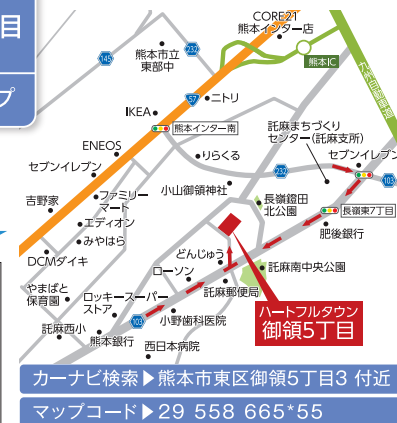 目
プ
CORE21
熊本インター店
熊本市立
東部中
232
145
熊本IC
九州自動車道
57
ニトリ
IKEA
熊本インター南
託麻まちづくり
センター(託麻支所)
ENEOS
りらくる
セブンイレブン
セブンイレブン
232
103
吉野家
ファミリー
マート
小山御領神社
長嶺鎧田
北公園
長嶺東7丁目
エディオン
みやはら
肥後銀行
DCMダイキ
どんじゅう
ローソン
託麻南中央公園
やまばと
保育園
ロッキースーパー
ストア
託麻郵便局
ハートフルタウン
御領5丁目
103
小野歯科医院
託麻西小
熊本銀行
西日本病院
カーナビ検索▶熊本市東区御領5丁目3 付近
マップコード▶29 558 665*55